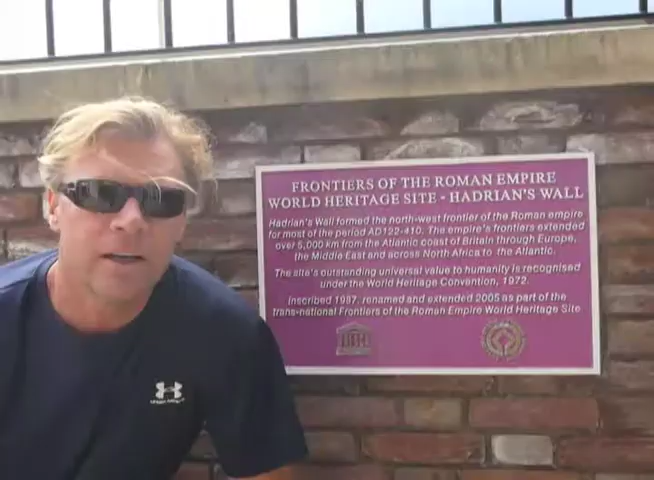 FRONTIERS OF THE ROMAN EMPIRE
WORLD HERITAGE SITE - HADRIAN'S WALL
Hadrian's Wall formed the north-west frontier of the Roman empire
for most of the period AD122-410. The empire's frontiers extended
over 5,000 km from the Atlantic coast of Britain through Europe,
the Middle East and across North Africa to the Atlantic.
The site's outstanding universal value to humanity is recognised
under the World Heritage Convention, 1972.
Inscribed 1987, renamed and extended 2005 as part of the
trans-national Frontiers of the Roman Empire World Heritage Site
UNDER ARMOUR